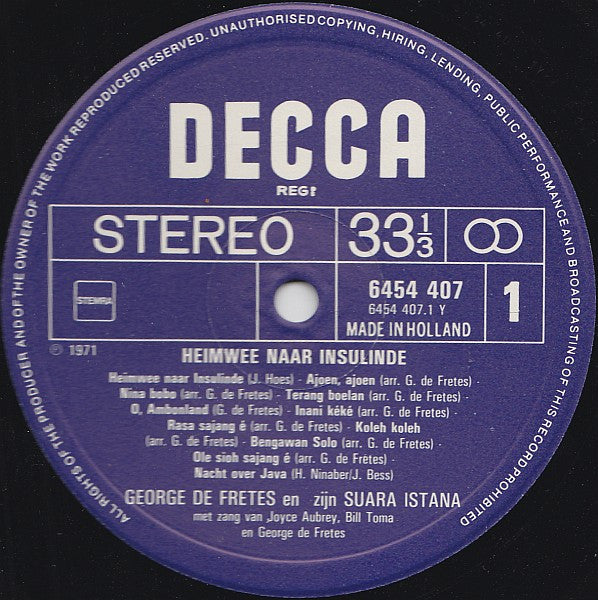 ALL RIGHTS OF THE PRODUCER AND OF THE OWNER OF THE WORK REPRODUCED RESERVED. UNAUTHORISED COPYING, HIRING, LENDING, PUBLIC PERFORMANCE AND BROADCASTING OF THIS RECORD PROHIBITED
DECCA
REGT
STEREO 33 1/3
STEMRA
6454 407
6454 407.1 Y
MADE IN HOLLAND
1
℗ 1971
HEIMWEE NAAR INSULINDE
Heimwee naar Insulinde (J. Hoes) · Ajoen, ajoen (arr. G. de Fretes) ·
Nina bobo (arr. G. de Fretes) · Terang boelan (arr. G. de Fretes) ·
O, Ambonland (G. de Fretes) · Inani kéké (arr. G. de Fretes) ·
Rasa sajang é (arr. G. de Fretes) · Koleh koleh
(arr. G. de Fretes) · Bengawan Solo (arr. G. de Fretes) ·
Ole sioh sajang é (arr. G. de Frètes) ·
Nacht over Java (H. Ninaber/J. Bess)
GEORGE DE FRETES en zijn SUARA ISTANA
met zang van Joyce Aubrey, Bill Toma
en George de Fretes